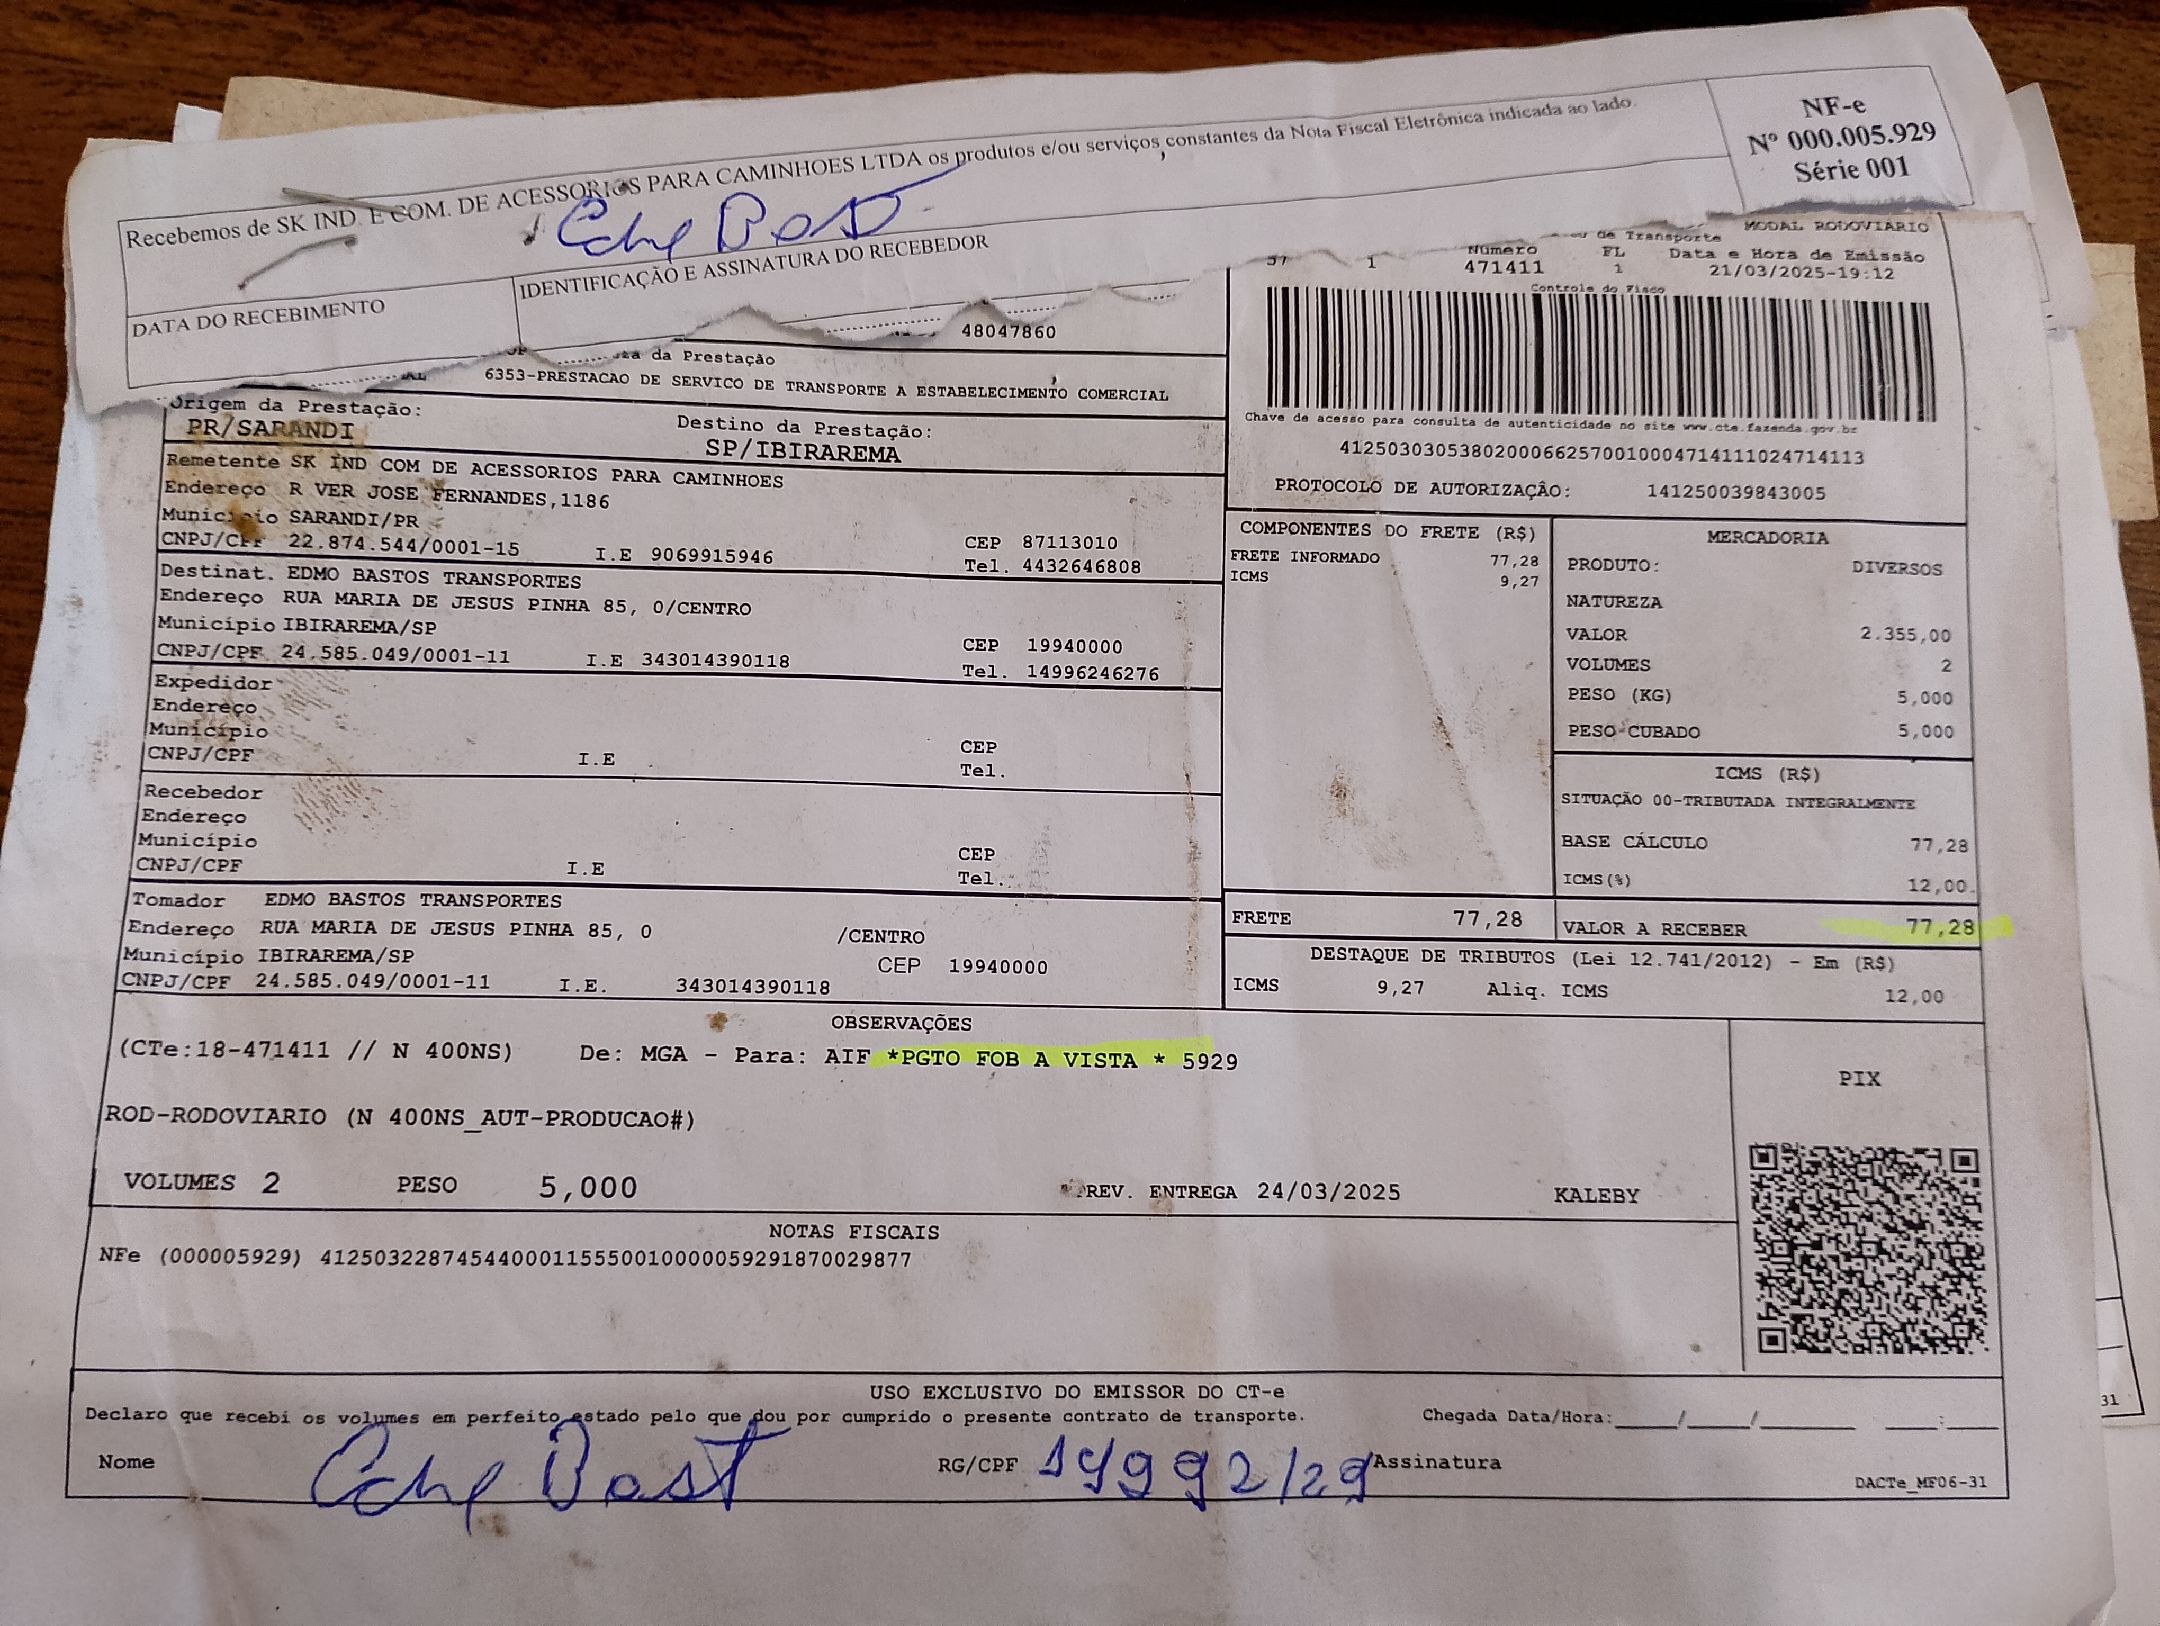 Recebemos de SK IND. E COM. DE ACESSORIOS PARA CAMINHOES LTDA os produtos e/ou serviços constantes da Nota Fiscal Eletrônica indicada ao lado.
NF-e
Nº 000.005.929
Série 001
DATA DO RECEBIMENTO
IDENTIFICAÇÃO E ASSINATURA DO RECEBEDOR
de Transporte MODAL RODOVIARIO
57 1 Número 471411 FL 1 Data e Hora de Emissão 21/03/2025-19:12
Controle do Fisco
48047860
da Prestação
6353-PRESTACAO DE SERVICO DE TRANSPORTE A ESTABELECIMENTO COMERCIAL
Chave de acesso para consulta de autenticidade no site www.cte.fazenda.gov.br
41250303053802000662570010004714111024714113
PROTOCOLO DE AUTORIZAÇÂO: 141250039843005
Origem da Prestação: Destino da Prestação:
PR/SARANDI SP/IBIRAREMA
Remetente SK IND COM DE ACESSORIOS PARA CAMINHOES
Endereço R VER JOSE FERNANDES,1186
Município SARANDI/PR CEP 87113010
CNPJ/CPF 22.874.544/0001-15 I.E 9069915946 Tel. 4432646808
Destinat. EDMO BASTOS TRANSPORTES
Endereço RUA MARIA DE JESUS PINHA 85, 0/CENTRO
Município IBIRAREMA/SP CEP 19940000
CNPJ/CPF 24.585.049/0001-11 I.E 343014390118 Tel. 14996246276
Expedidor
Endereço
Município CEP
CNPJ/CPF I.E Tel.
Recebedor
Endereço
Município CEP
CNPJ/CPF I.E Tel.
Tomador EDMO BASTOS TRANSPORTES
Endereço RUA MARIA DE JESUS PINHA 85, 0 /CENTRO
Município IBIRAREMA/SP CEP 19940000
CNPJ/CPF 24.585.049/0001-11 I.E. 343014390118
COMPONENTES DO FRETE (R$)
FRETE INFORMADO 77,28
ICMS 9,27
MERCADORIA
PRODUTO: DIVERSOS
NATUREZA
VALOR 2.355,00
VOLUMES 2
PESO (KG) 5,000
PESO CUBADO 5,000
ICMS (R$)
SITUAÇÃO 00-TRIBUTADA INTEGRALMENTE
BASE CÁLCULO 77,28
ICMS(%) 12,00
FRETE 77,28 VALOR A RECEBER 77,28
DESTAQUE DE TRIBUTOS (Lei 12.741/2012) - Em (R$)
ICMS 9,27 Aliq. ICMS 12,00
OBSERVAÇÕES
(CTe:18-471411 // N 400NS) De: MGA - Para: AIF *PGTO FOB A VISTA * 5929
ROD-RODOVIARIO (N 400NS_AUT-PRODUCAO#)
PIX
VOLUMES 2 PESO 5,000 REV. ENTREGA 24/03/2025 KALEBY
NOTAS FISCAIS
NFe (000005929) 41250322874544000115550010000059291870029877
USO EXCLUSIVO DO EMISSOR DO CT-e
Declaro que recebi os volumes em perfeito estado pelo que dou por cumprido o presente contrato de transporte. Chegada Data/Hora: / / :
Nome RG/CPF Assinatura
DACTe_MF06-31
31